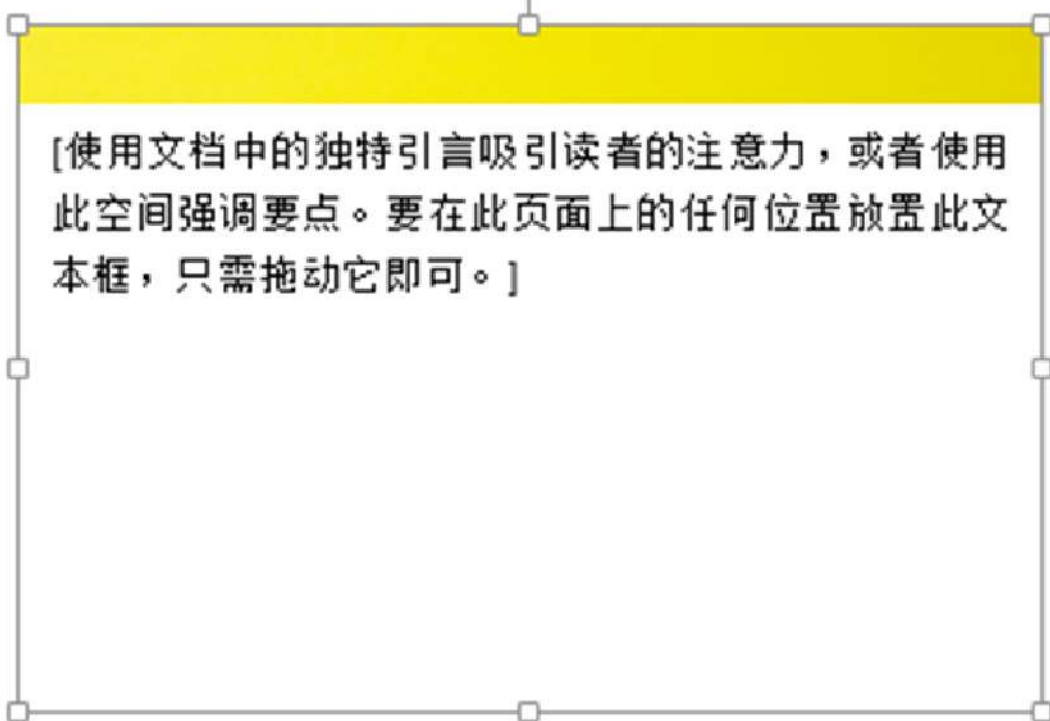 [使用文档中的独特引言吸引读者的注意力，或者使用
此空间强调要点。要在此页面上的任何位置放置此文
本框，只需拖动它即可。]